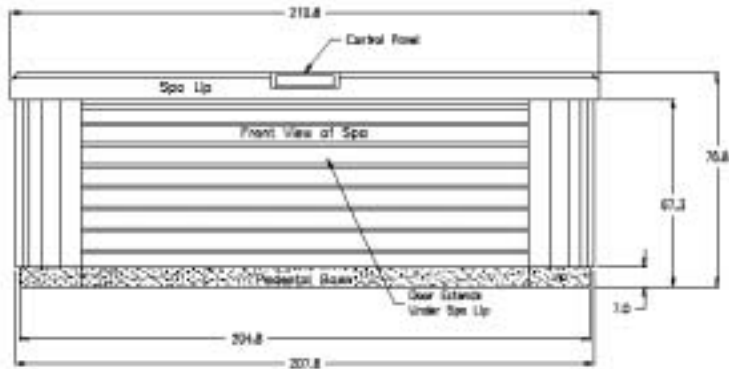 213.8
Control Panel
Spa Lip
Front View of Spa
76.8
67.3
Pedestal Base
Door Extends
Under Spa Lip
7.0
204.8
207.8